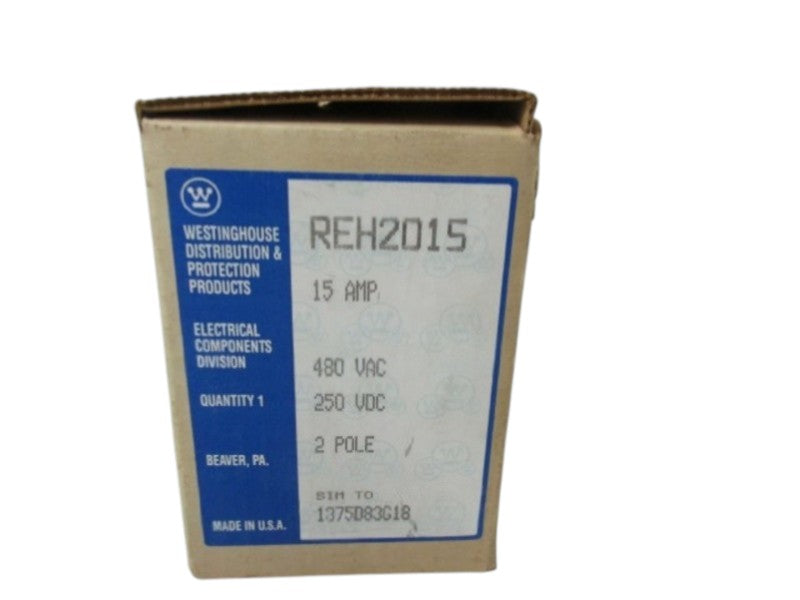 W
WESTINGHOUSE
DISTRIBUTION &
PROTECTION
PRODUCTS
ELECTRICAL
COMPONENTS
DIVISION
QUANTITY 1
BEAVER, PA.
MADE IN U.S.A.
REH2015
15 AMP
480 VAC
250 VDC
2 POLE
SIM TO
1375D83G18